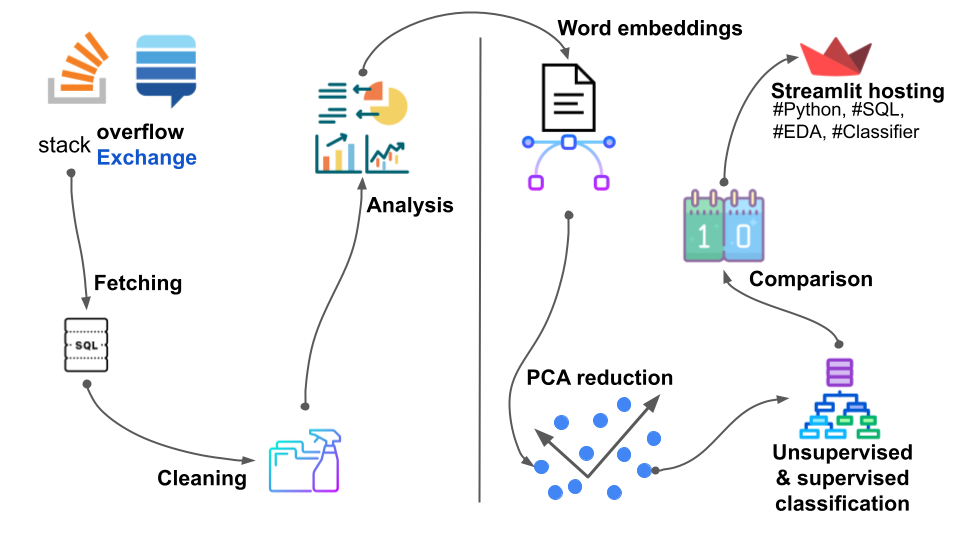 stack overflow
Exchange
Fetching
SQL
Cleaning
Analysis
Word embeddings
PCA reduction
Unsupervised
& supervised
classification
Comparison
1 0
Streamlit hosting
#Python, #SQL,
#EDA, #Classifier